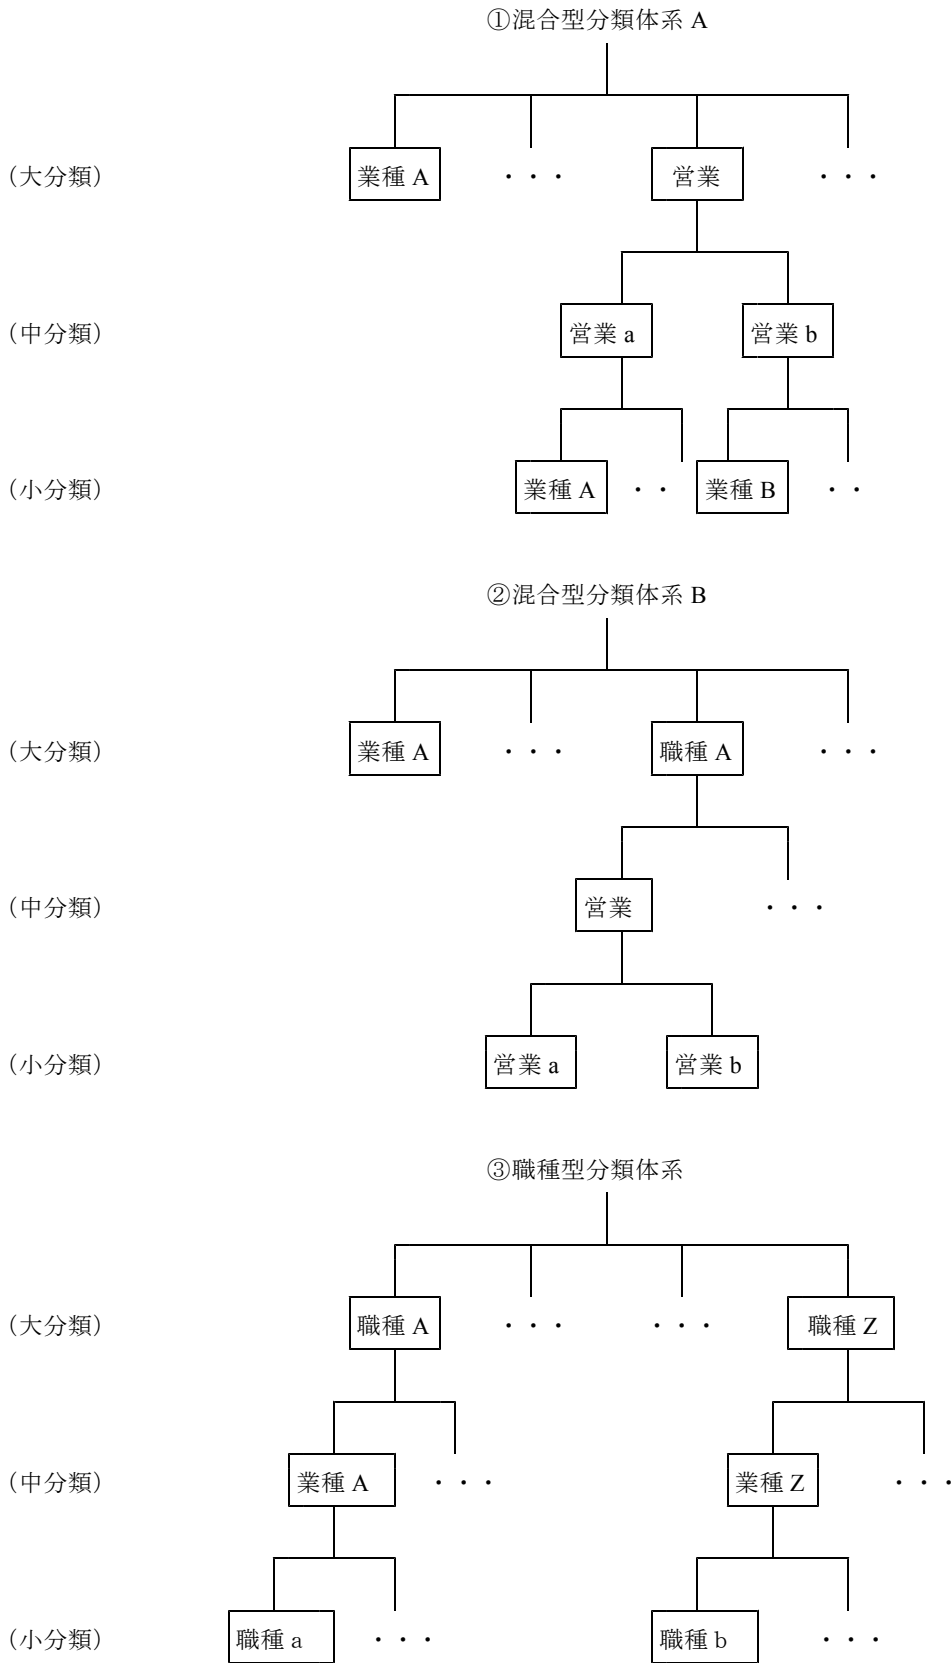 ①混合型分類体系 A
(大分類) 業種 A ・・・ 営業 ・・・
(中分類) 営業 a 営業 b
(小分類) 業種 A ・・ 業種 B ・・
②混合型分類体系 B
(大分類) 業種 A ・・・ 職種 A ・・・
(中分類) 営業 ・・・
(小分類) 営業 a 営業 b
③職種型分類体系
(大分類) 職種 A ・・・ ・・・ 職種 Z
(中分類) 業種 A ・・・ 業種 Z ・・・
(小分類) 職種 a ・・・ 職種 b ・・・